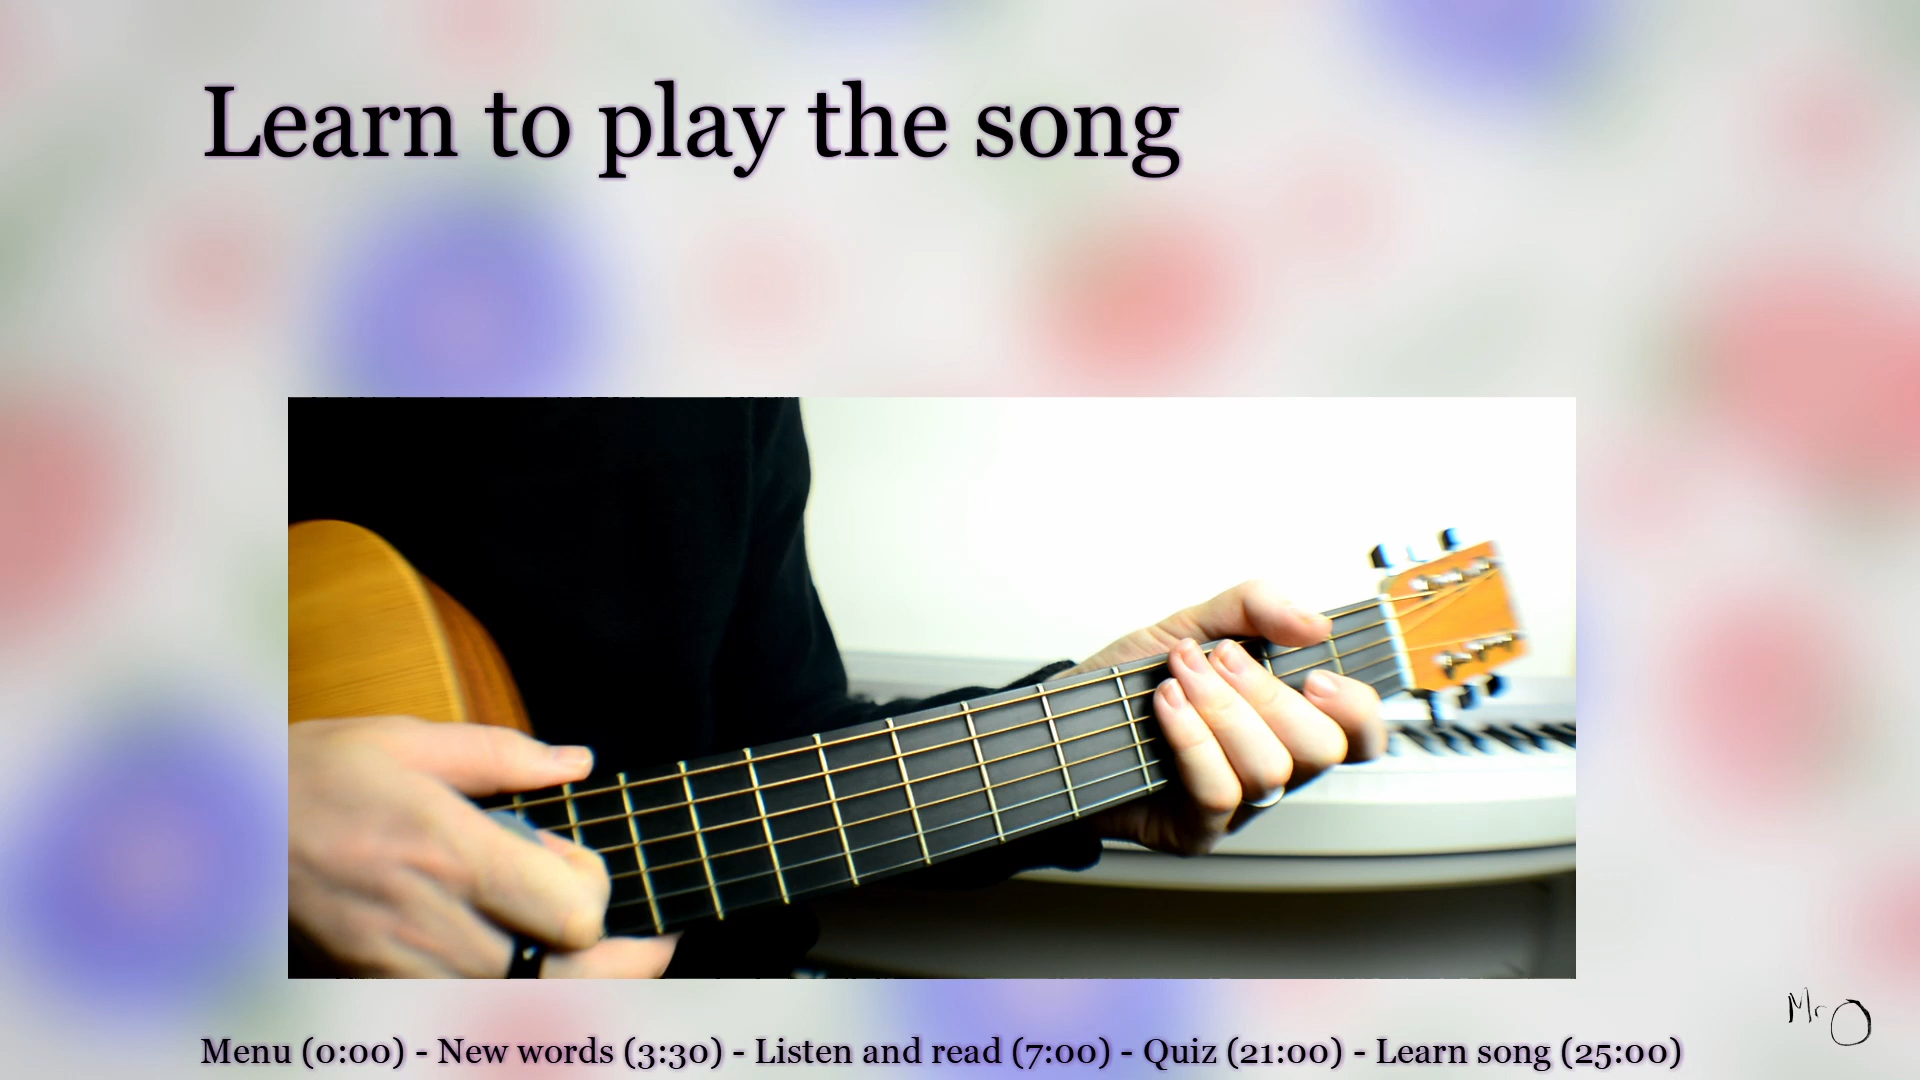 Learn to play the song
Mr O
Menu (0:00) - New words (3:30) - Listen and read (7:00) - Quiz (21:00) - Learn song (25:00)